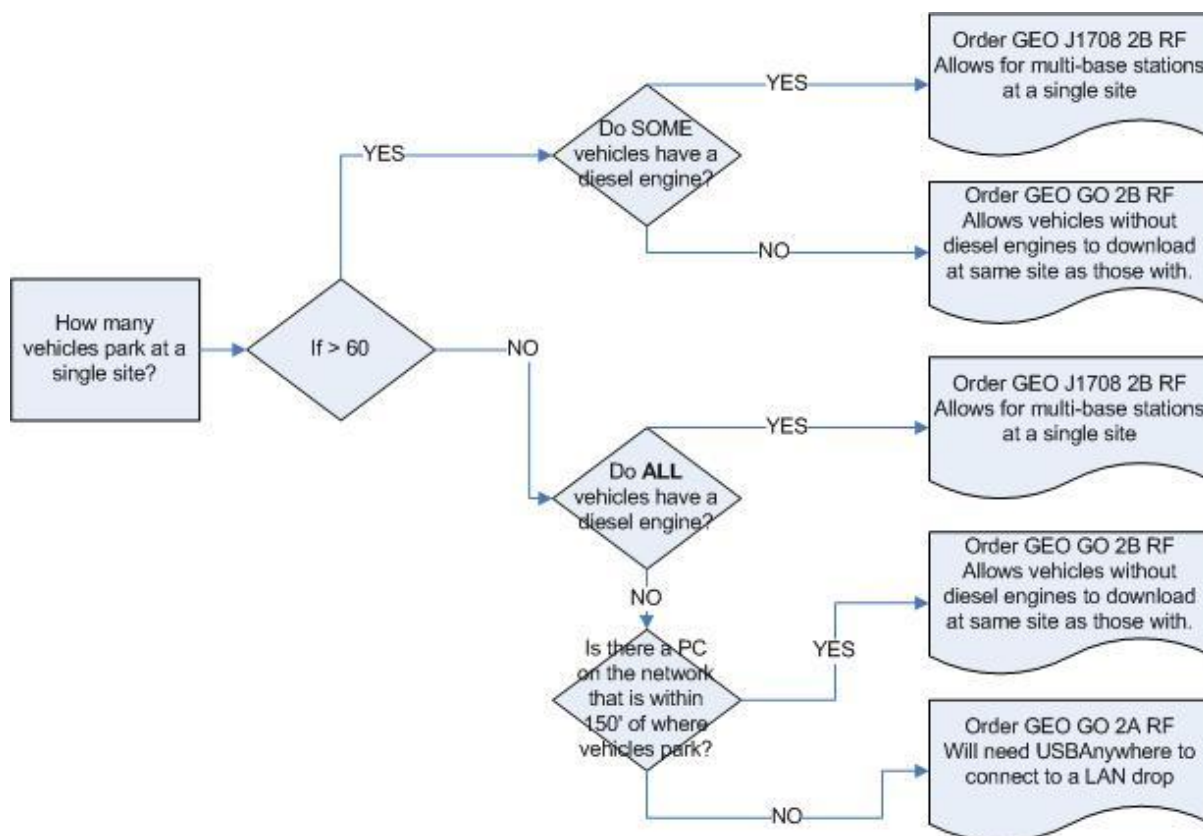 How many
vehicles park at a
single site?
If > 60
YES
NO
Do SOME
vehicles have a
diesel engine?
YES
NO
Order GEO J1708 2B RF
Allows for multi-base stations
at a single site
Order GEO GO 2B RF
Allows vehicles without
diesel engines to download
at same site as those with.
Do ALL
vehicles have a
diesel engine?
YES
NO
Order GEO J1708 2B RF
Allows for multi-base stations
at a single site
Is there a PC
on the network
that is within
150' of where
vehicles park?
YES
NO
Order GEO GO 2B RF
Allows vehicles without
diesel engines to download
at same site as those with.
Order GEO GO 2A RF
Will need USBAnywhere to
connect to a LAN drop